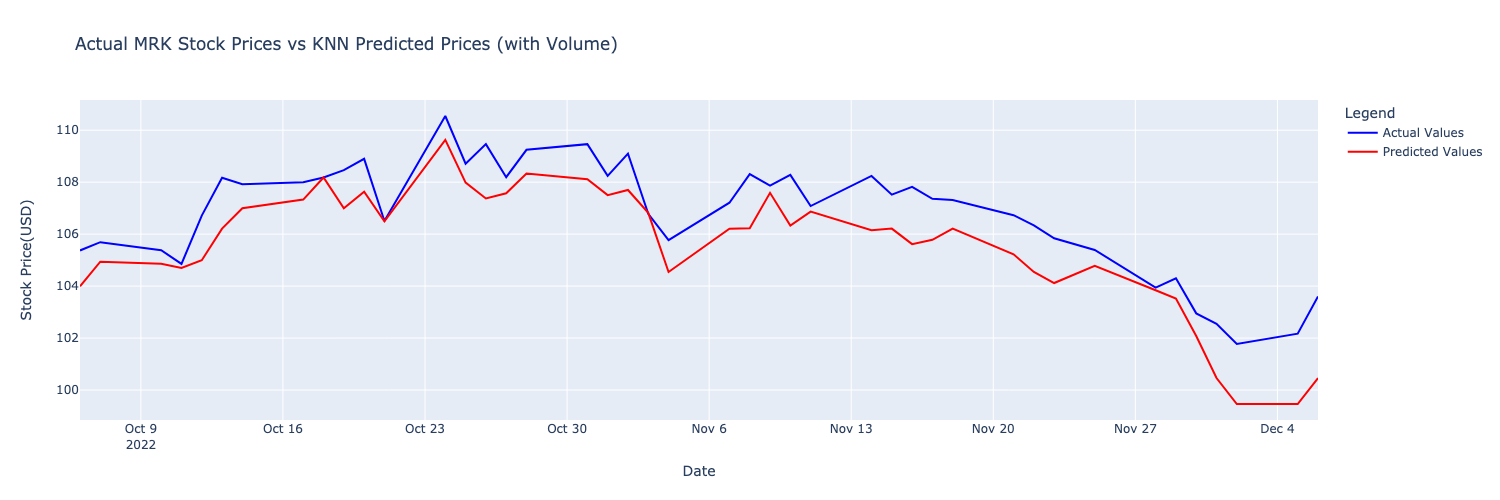 Actual MRK Stock Prices vs KNN Predicted Prices (with Volume)
Legend
Actual Values
Predicted Values
Stock Price(USD)
110
108
106
104
102
100
Oct 9
2022
Oct 16
Oct 23
Oct 30
Nov 6
Nov 13
Nov 20
Nov 27
Dec 4
Date